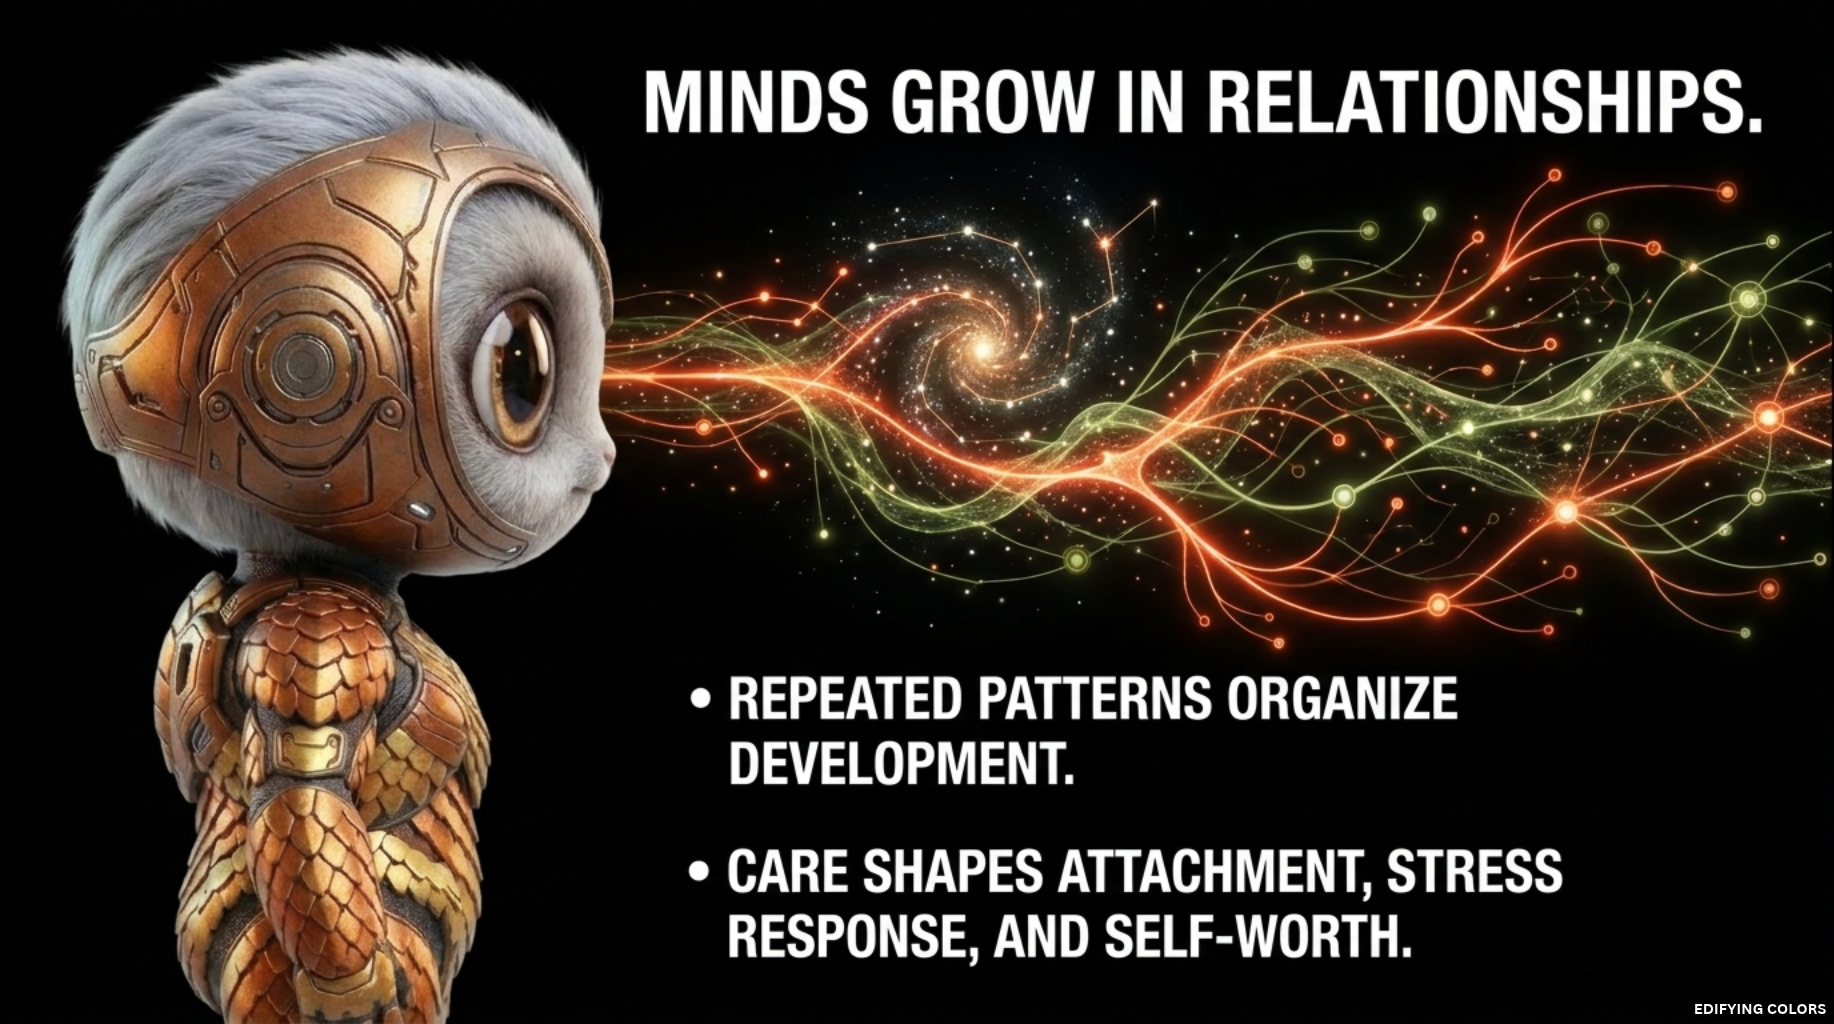 MINDS GROW IN RELATIONSHIPS.
• REPEATED PATTERNS ORGANIZE
DEVELOPMENT.
• CARE SHAPES ATTACHMENT, STRESS
RESPONSE, AND SELF-WORTH.
EDIFYING COLORS